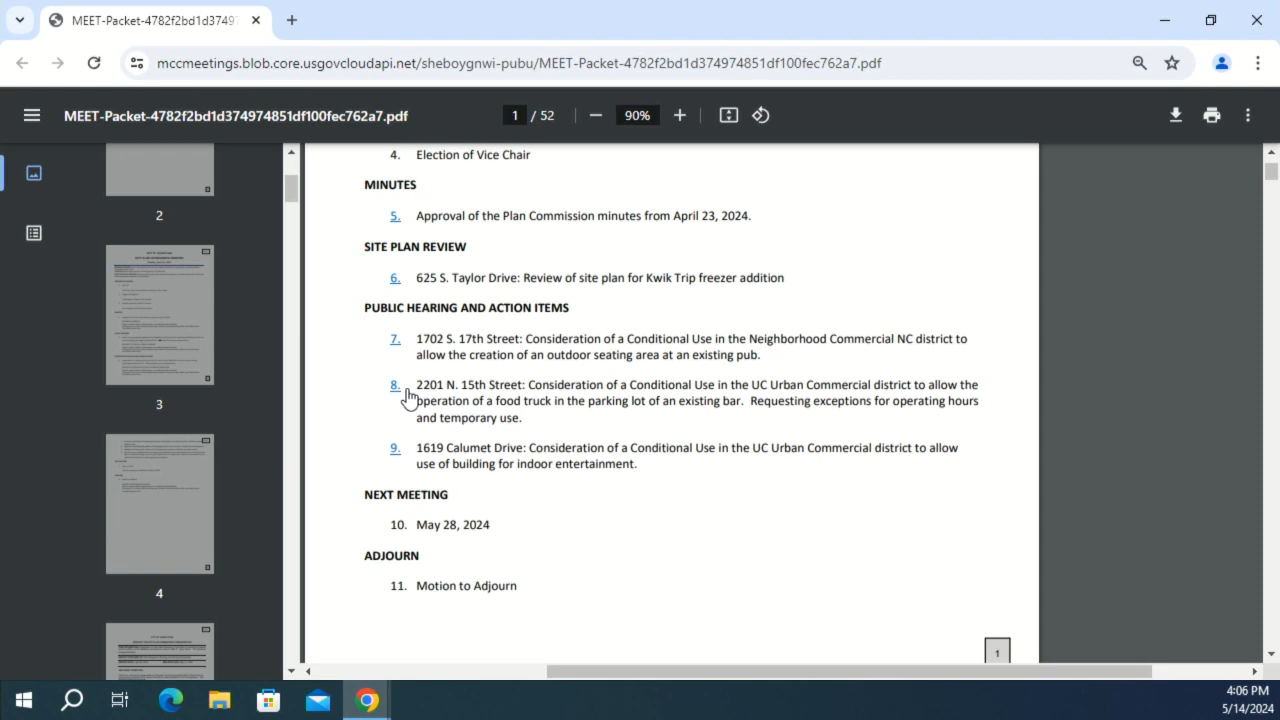 MEET-Packet-4782f2bd1d3749
mccmeetings.blob.core.usgovcloudapi.net/sheboygnwi-pubu/MEET-Packet-4782f2bd1d374974851df100fec762a7.pdf
MEET-Packet-4782f2bd1d374974851df100fec762a7.pdf
1 / 52
90%
2
3
4
4. Election of Vice Chair
MINUTES
5. Approval of the Plan Commission minutes from April 23, 2024.
SITE PLAN REVIEW
6. 625 S. Taylor Drive: Review of site plan for Kwik Trip freezer addition
PUBLIC HEARING AND ACTION ITEMS
7. 1702 S. 17th Street: Consideration of a Conditional Use in the Neighborhood Commercial NC district to
allow the creation of an outdoor seating area at an existing pub.
8. 2201 N. 15th Street: Consideration of a Conditional Use in the UC Urban Commercial district to allow the
operation of a food truck in the parking lot of an existing bar. Requesting exceptions for operating hours
and temporary use.
9. 1619 Calumet Drive: Consideration of a Conditional Use in the UC Urban Commercial district to allow
use of building for indoor entertainment.
NEXT MEETING
10. May 28, 2024
ADJOURN
11. Motion to Adjourn
1
4:06 PM
5/14/2024